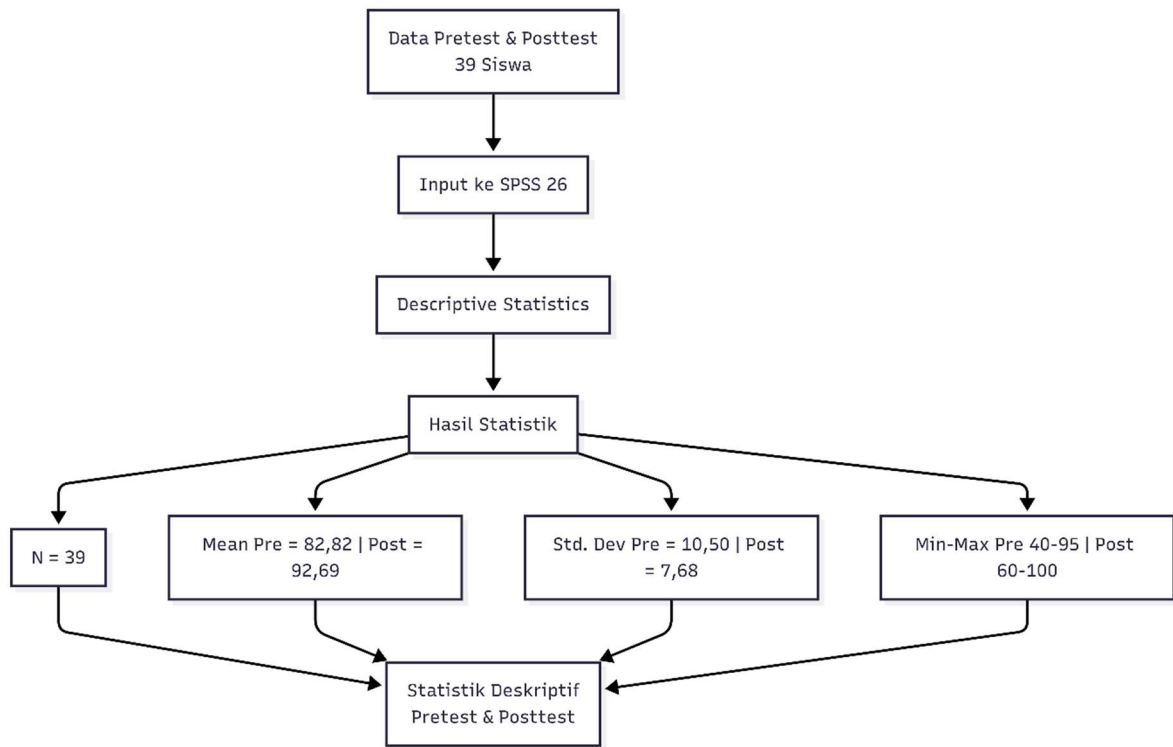 Data Pretest & Posttest
39 Siswa
Input ke SPSS 26
Descriptive Statistics
Hasil Statistik
N = 39
Mean Pre = 82,82 | Post =
92,69
Std. Dev Pre = 10,50 | Post
= 7,68
Min-Max Pre 40-95 | Post
60-100
Statistik Deskriptif
Pretest & Posttest